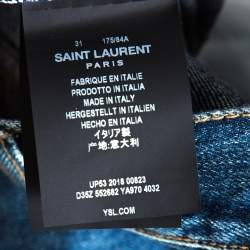 31 175/84A
SAINT LAURENT
PARIS
FABRIQUÉ EN ITALIE
PRODOTTO IN ITALIA
MADE IN ITALY
HERGESTELLT IN ITALIEN
HECHO EN ITALIA
イタリア製
产地:意大利
UP53 2018 00823
D35Z 552682 YA970 4032
YSL.COM/